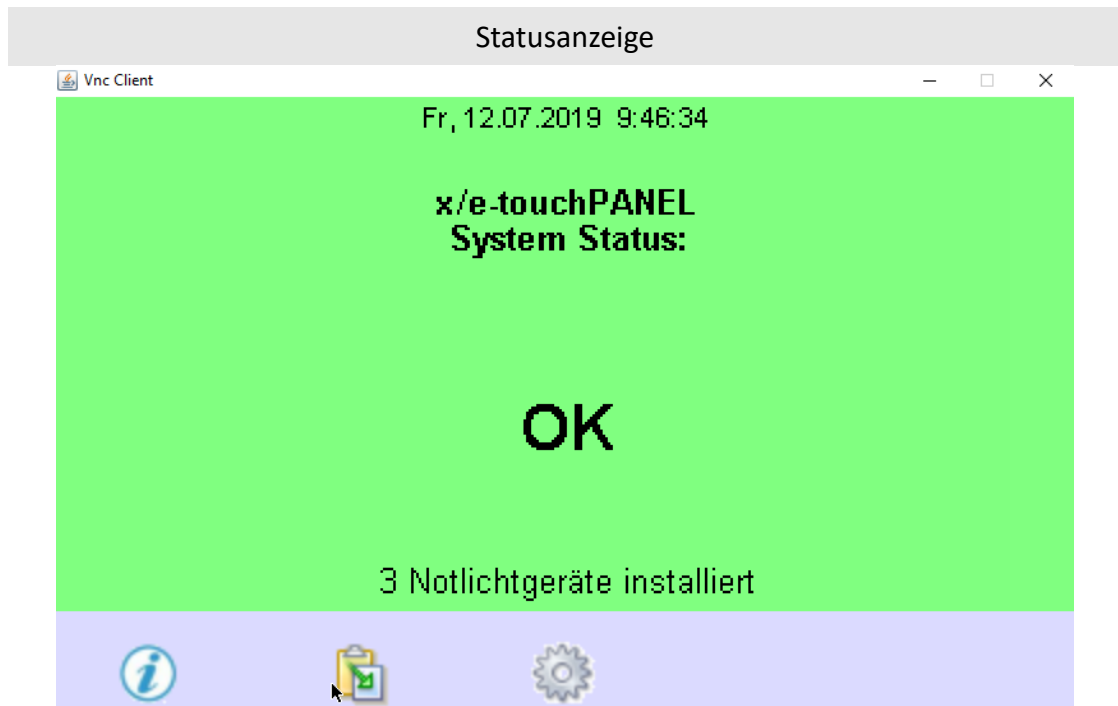 Statusanzeige
Vnc Client
Fr, 12.07.2019 9:46:34
x/e-touchPANEL
System Status:
OK
3 Notlichtgeräte installiert